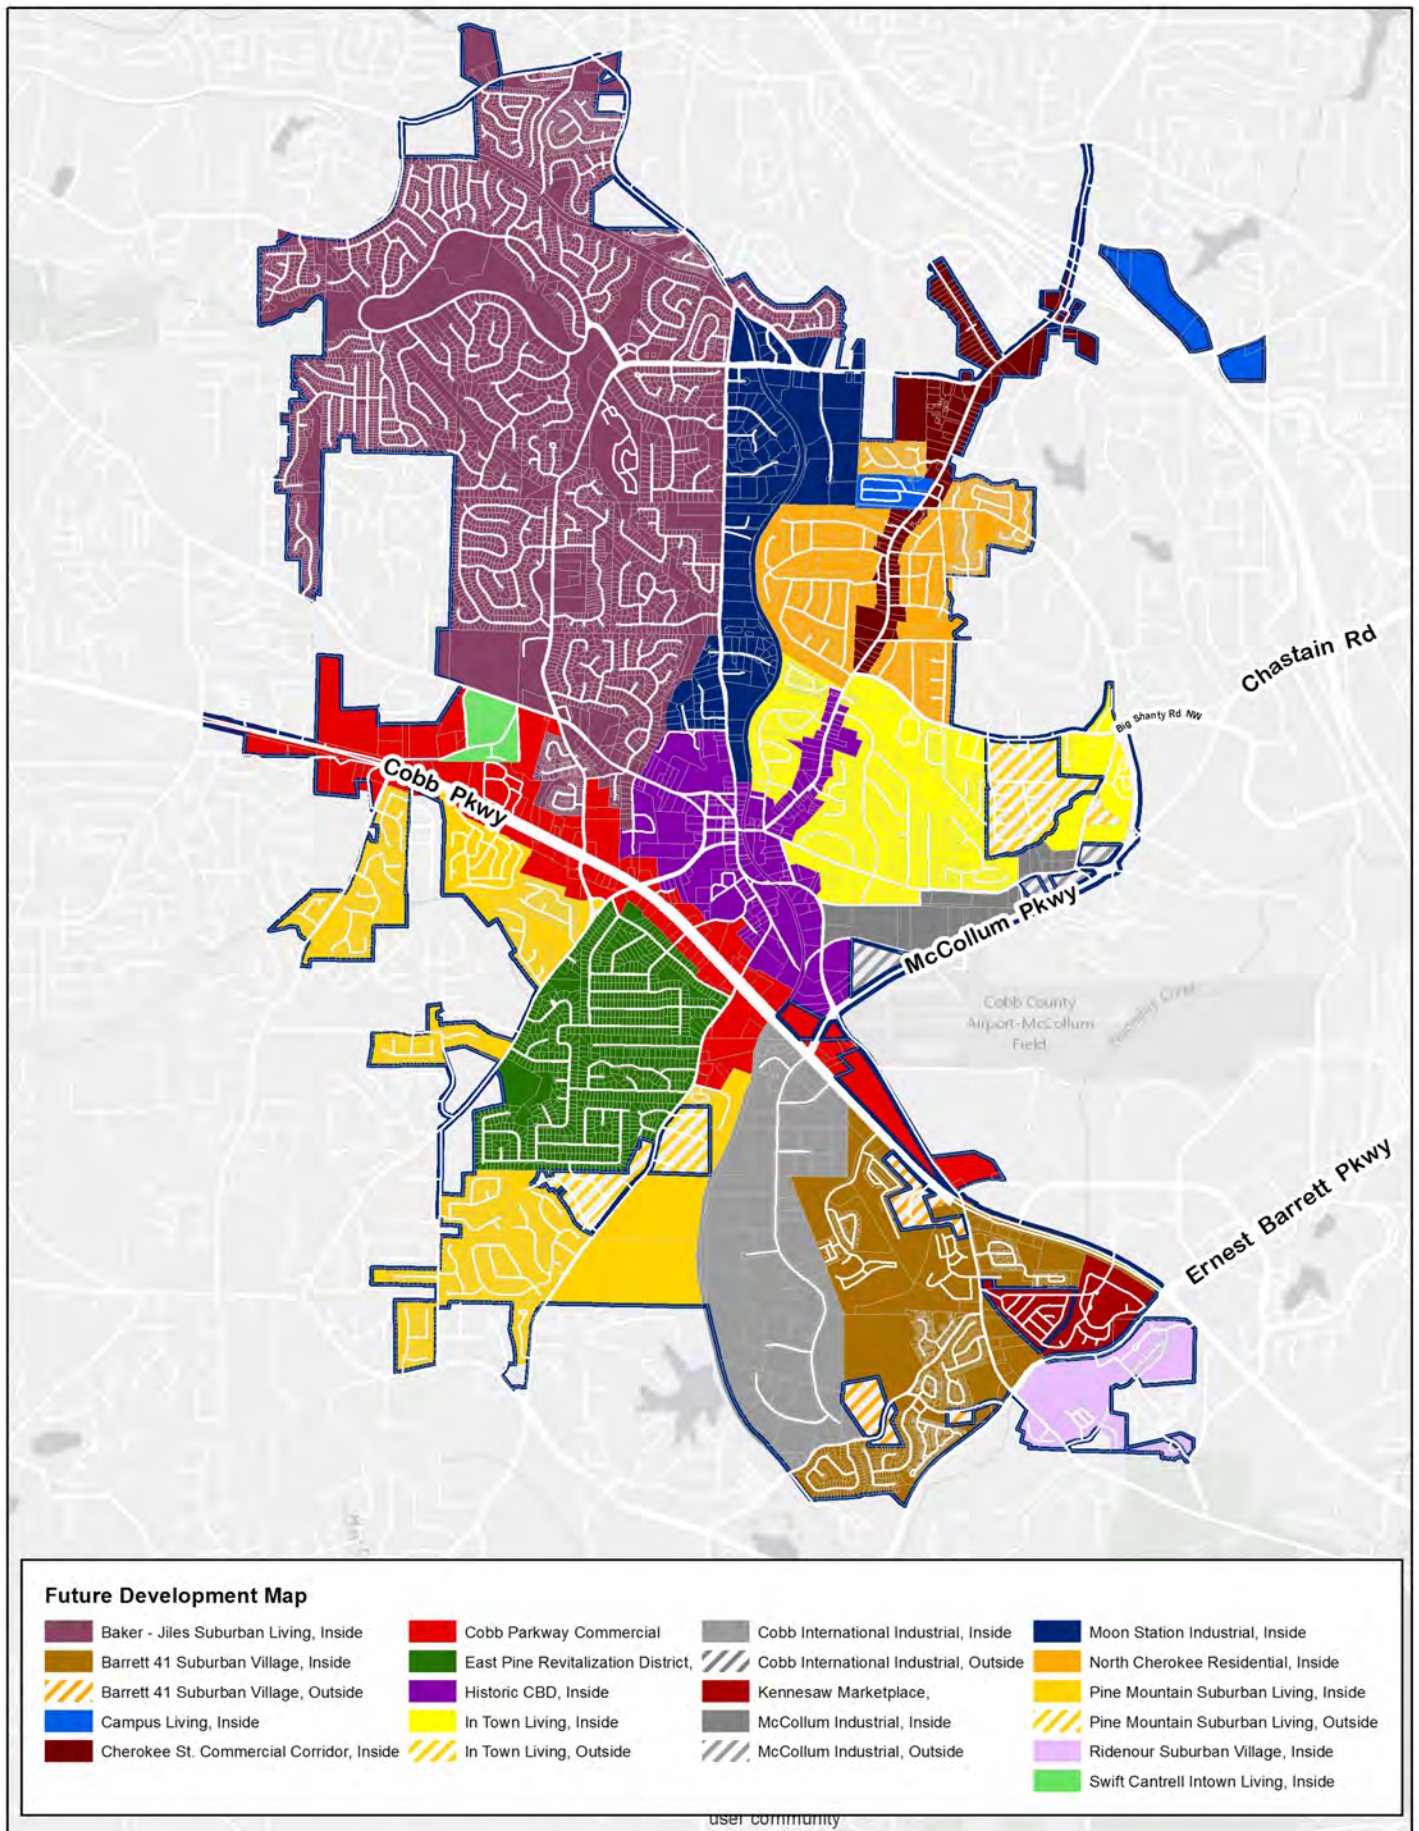 Chastain Rd
Big Shanty Rd NW
Cobb Pkwy
McCollum Pkwy
Cobb County
Airport-McCollum
Field
Ernest Barrett Pkwy
Future Development Map
Baker - Jiles Suburban Living, Inside
Barrett 41 Suburban Village, Inside
Barrett 41 Suburban Village, Outside
Campus Living, Inside
Cherokee St. Commercial Corridor, Inside
Cobb Parkway Commercial
East Pine Revitalization District,
Historic CBD, Inside
In Town Living, Inside
In Town Living, Outside
Cobb International Industrial, Inside
Cobb International Industrial, Outside
Kennesaw Marketplace,
McCollum Industrial, Inside
McCollum Industrial, Outside
Moon Station Industrial, Inside
North Cherokee Residential, Inside
Pine Mountain Suburban Living, Inside
Pine Mountain Suburban Living, Outside
Ridenour Suburban Village, Inside
Swift Cantrell Intown Living, Inside
user community